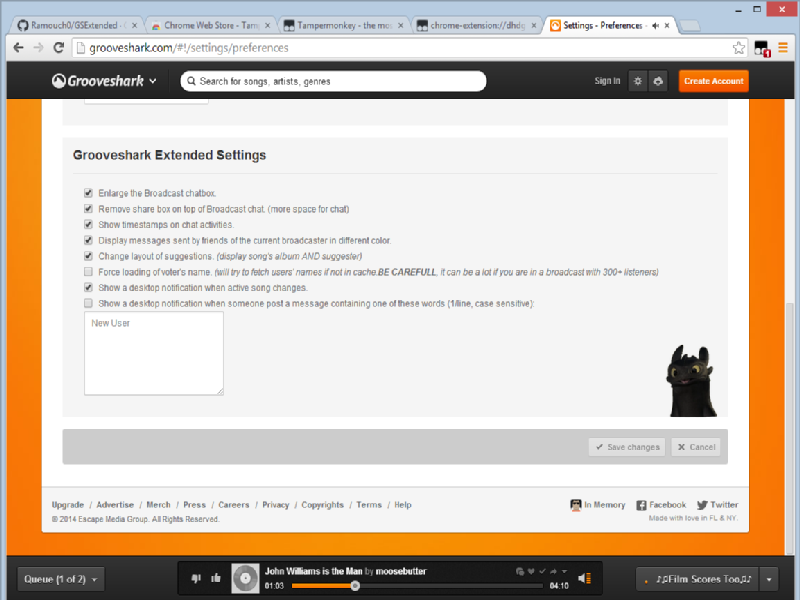 Ramouch0/GSExtended · G
Chrome Web Store - Tamp
Tampermonkey - the mos
chrome-extension://dhdg
Settings - Preferences -
grooveshark.com/#!/settings/preferences
1
Grooveshark
Search for songs, artists, genres
Sign In
Create Account
Grooveshark Extended Settings
Enlarge the Broadcast chatbox.
Remove share box on top of Broadcast chat. (more space for chat)
Show timestamps on chat activities.
Display messages sent by friends of the current broadcaster in different color.
Change layout of suggestions. (display song's album AND suggester)
Force loading of voter's name. (will try to fetch users' names if not in cache.BE CAREFULL, it can be a lot if you are in a broadcast with 300+ listeners)
Show a desktop notification when active song changes.
Show a desktop notification when someone post a message containing one of these words (1/line, case sensitive):
New User
Save changes
Cancel
Upgrade / Advertise / Merch / Press / Careers / Privacy / Copyrights / Terms / Help
In Memory
Facebook
Twitter
© 2014 Escape Media Group. All Rights Reserved.
Made with love in FL & NY.
Queue (1 of 2)
John Williams is the Man by moosebutter
01:03
04:10
♪♫Film Scores Too♫♪